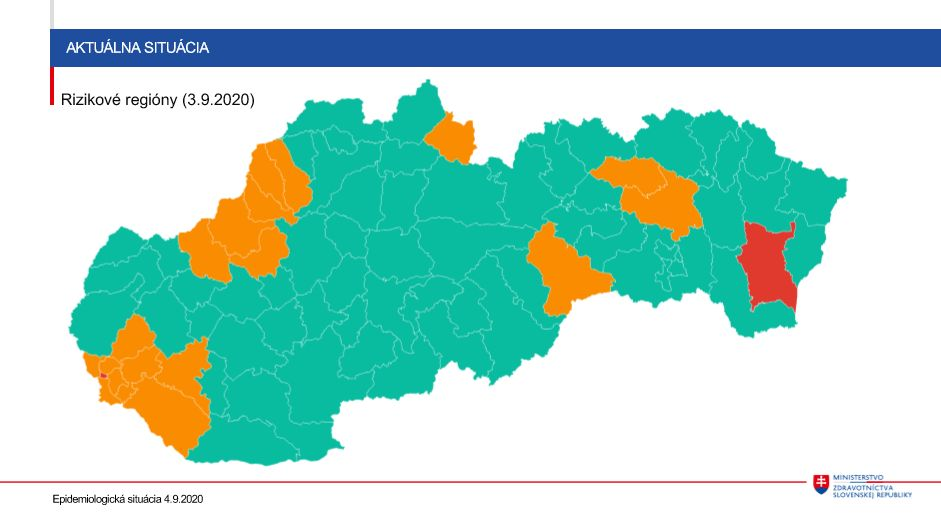 AKTUÁLNA SITUÁCIA
Rizikové regióny (3.9.2020)
MINISTERSTVO
ZDRAVOTNÍCTVA
SLOVENSKEJ REPUBLIKY
Epidemiologická situácia 4.9.2020